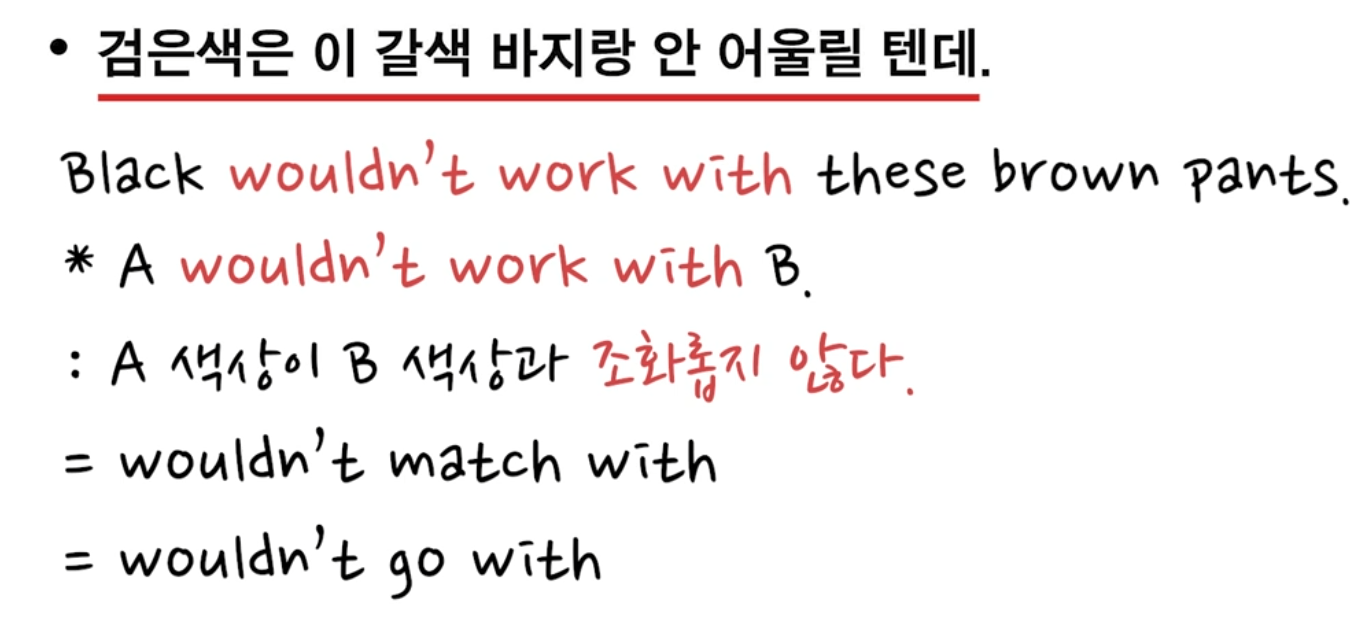 • 검은색은 이 갈색 바지랑 안 어울릴 텐데.
Black wouldn't work with these brown pants.
* A wouldn't work with B.
: A 색상이 B 색상과 조화롭지 않다.
= wouldn't match with
= wouldn't go with